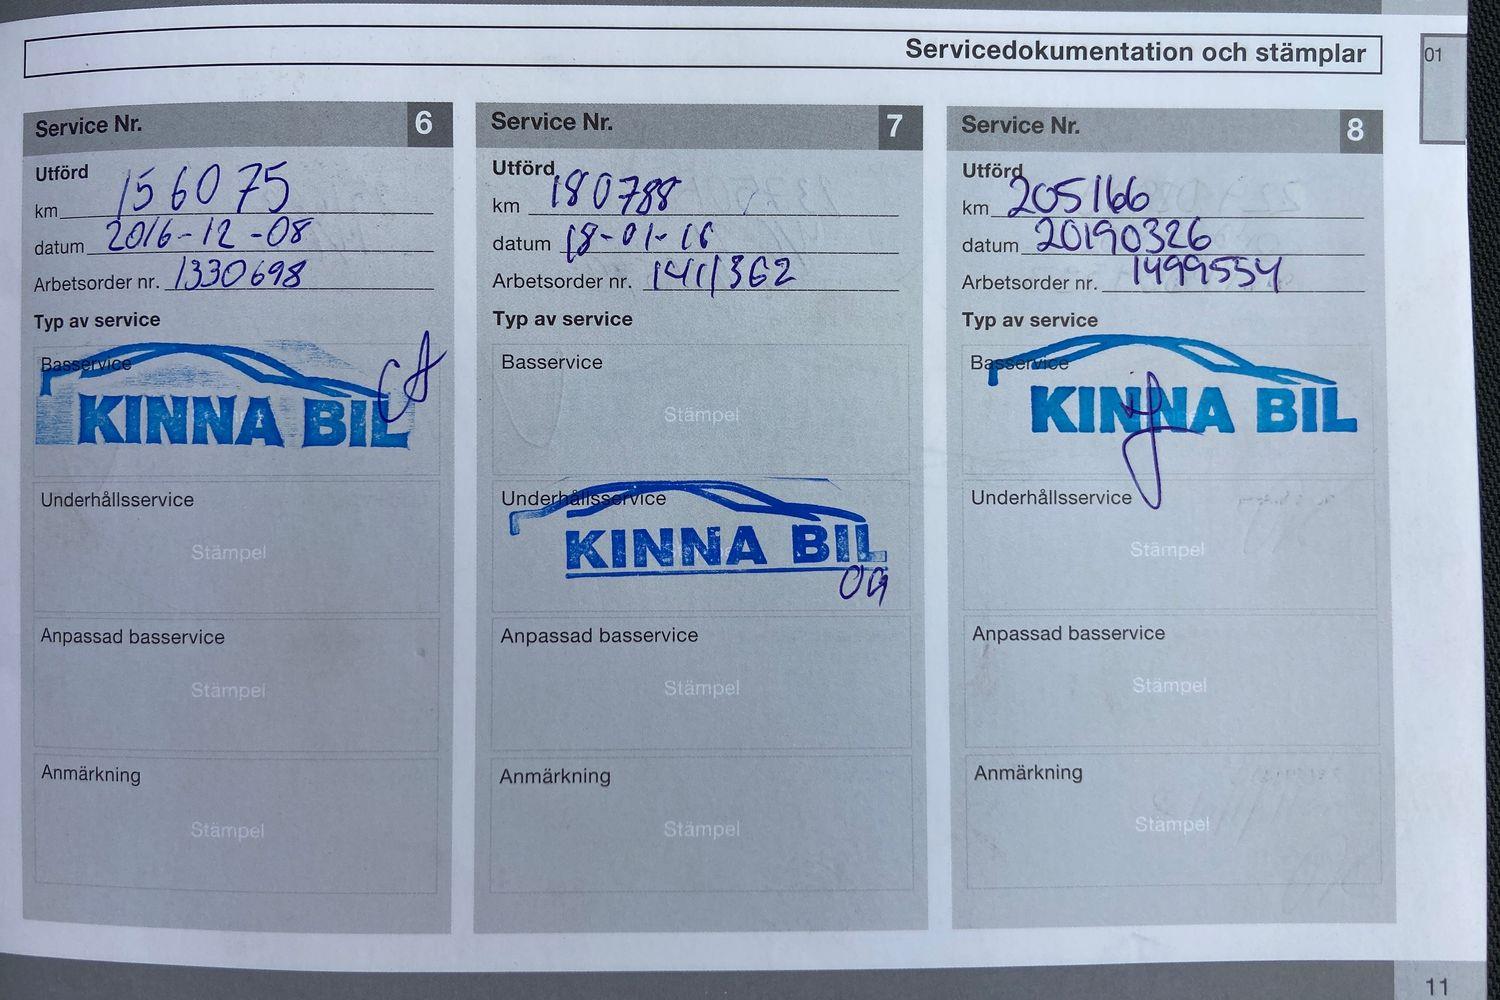 Servicedokumentation och stämplar
01
Service Nr. 6
Utförd
km 156075
datum 2016-12-08
Arbetsorder nr. 1330698
Typ av service
Basservice
KINNA BIL
CA
Underhållsservice
Stämpel
Anpassad basservice
Stämpel
Anmärkning
Stämpel
Service Nr. 7
Utförd
km 180788
datum 18-01-16
Arbetsorder nr. 1411362
Typ av service
Basservice
Stämpel
Underhållsservice
KINNA BIL
Anpassad basservice
Stämpel
Anmärkning
Stämpel
Service Nr. 8
Utförd
km 205166
datum 20190326
Arbetsorder nr. 1499554
Typ av service
Basservice
KINNA BIL
Underhållsservice
Stämpel
Anpassad basservice
Stämpel
Anmärkning
Stämpel
11